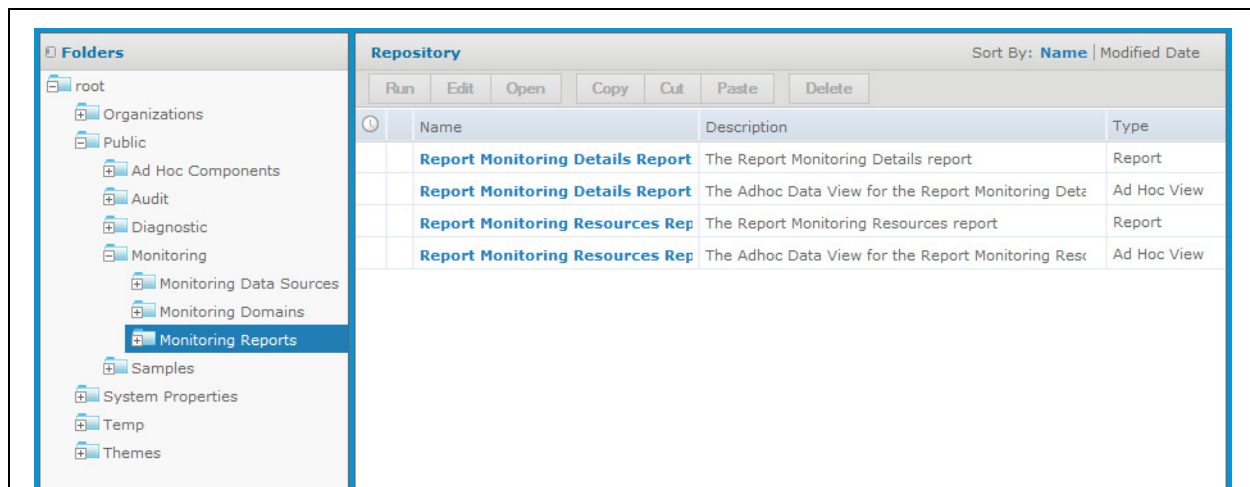 Folders
root
Organizations
Public
Ad Hoc Components
Audit
Diagnostic
Monitoring
Monitoring Data Sources
Monitoring Domains
Monitoring Reports
Samples
System Properties
Temp
Themes
Repository
Sort By: Name | Modified Date
Run Edit Open Copy Cut Paste Delete
Name Description Type
Report Monitoring Details Report The Report Monitoring Details report Report
Report Monitoring Details Report The Adhoc Data View for the Report Monitoring Deta Ad Hoc View
Report Monitoring Resources Rep The Report Monitoring Resources report Report
Report Monitoring Resources Rep The Adhoc Data View for the Report Monitoring Reso Ad Hoc View